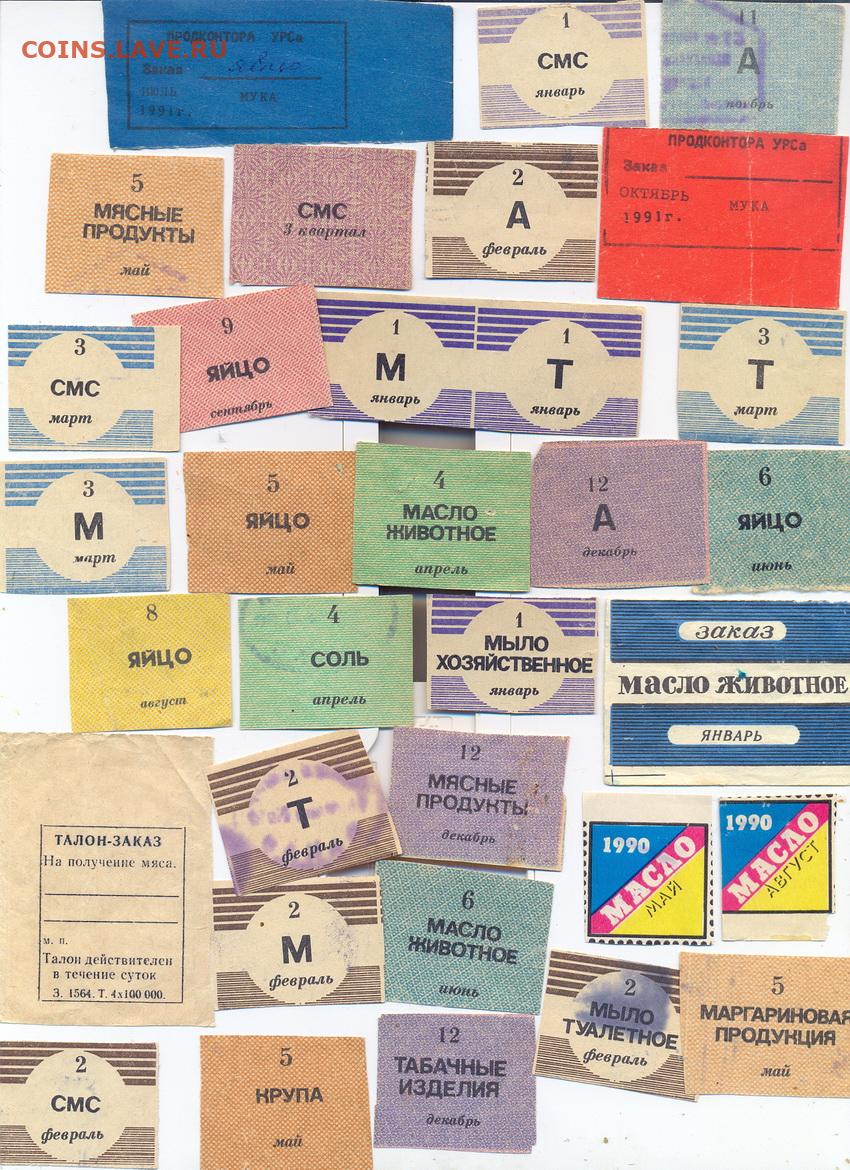 COINS.LAVE.RU
ПРОДКОНТОРА УРСа
Заказ
ИЮЛЬ
МУКА
1991г.
1
СМС
январь
11
А
ноябрь
5
МЯСНЫЕ
ПРОДУКТЫ
май
СМС
3 квартал
2
А
февраль
ПРОДКОНТОРА УРСа
Заказ
ОКТЯБРЬ
МУКА
1991г.
3
СМС
март
9
ЯЙЦО
сентябрь
1
М
январь
1
Т
январь
3
Т
март
3
М
март
5
ЯЙЦО
май
4
МАСЛО
ЖИВОТНОЕ
апрель
12
А
декабрь
6
ЯЙЦО
июнь
8
ЯЙЦО
август
4
СОЛЬ
апрель
1
МЫЛО
ХОЗЯЙСТВЕННОЕ
январь
заказ
масло животное
ЯНВАРЬ
ТАЛОН-ЗАКАЗ
На получение мяса.
м. п.
Талон действителен
в течение суток
З. 1564. Т. 4х100 000.
2
Т
февраль
12
МЯСНЫЕ
ПРОДУКТЫ
декабрь
1990
МАСЛО
МАЙ
1990
МАСЛО
АВГУСТ
2
М
февраль
6
МАСЛО
ЖИВОТНОЕ
июнь
2
МЫЛО
ТУАЛЕТНОЕ
февраль
5
МАРГАРИНОВАЯ
ПРОДУКЦИЯ
май
2
СМС
февраль
5
КРУПА
май
12
ТАБАЧНЫЕ
ИЗДЕЛИЯ
декабрь